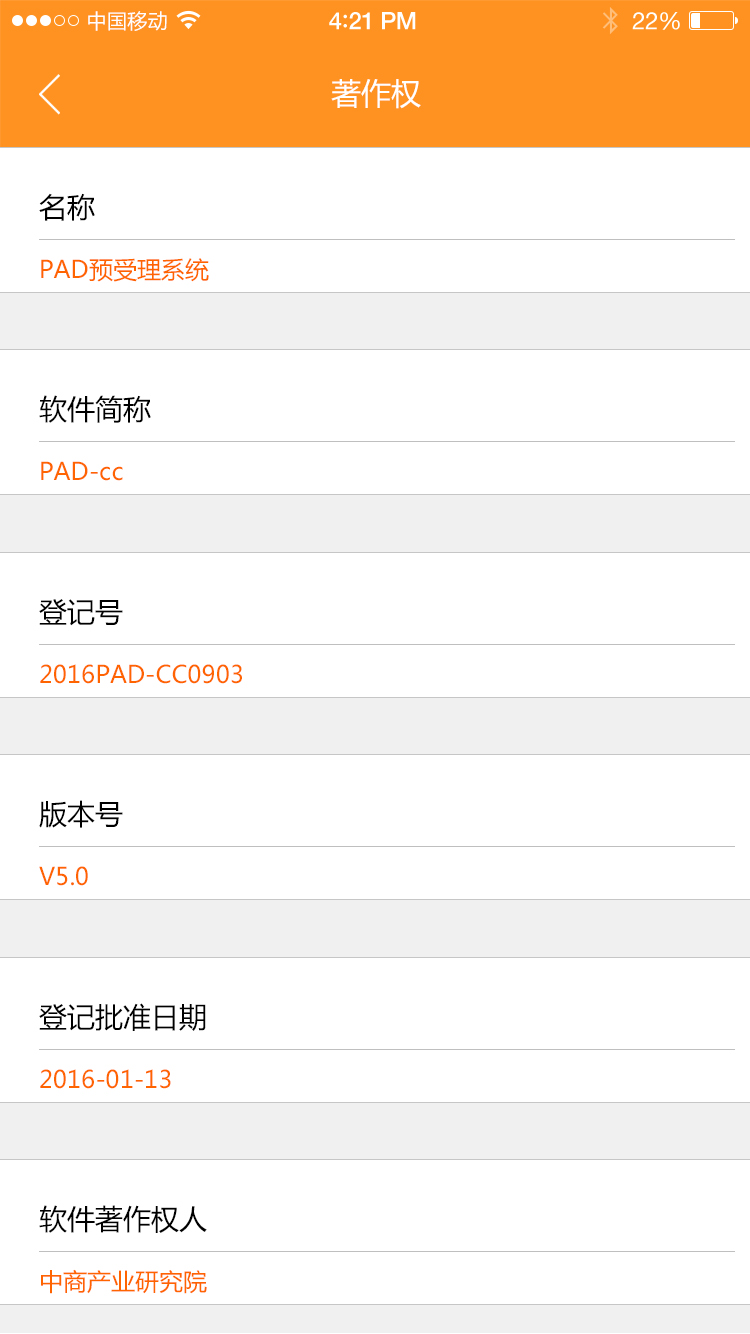 中国移动 4:21 PM 22%
著作权
名称
PAD预受理系统
软件简称
PAD-cc
登记号
2016PAD-CC0903
版本号
V5.0
登记批准日期
2016-01-13
软件著作权人
中商产业研究院